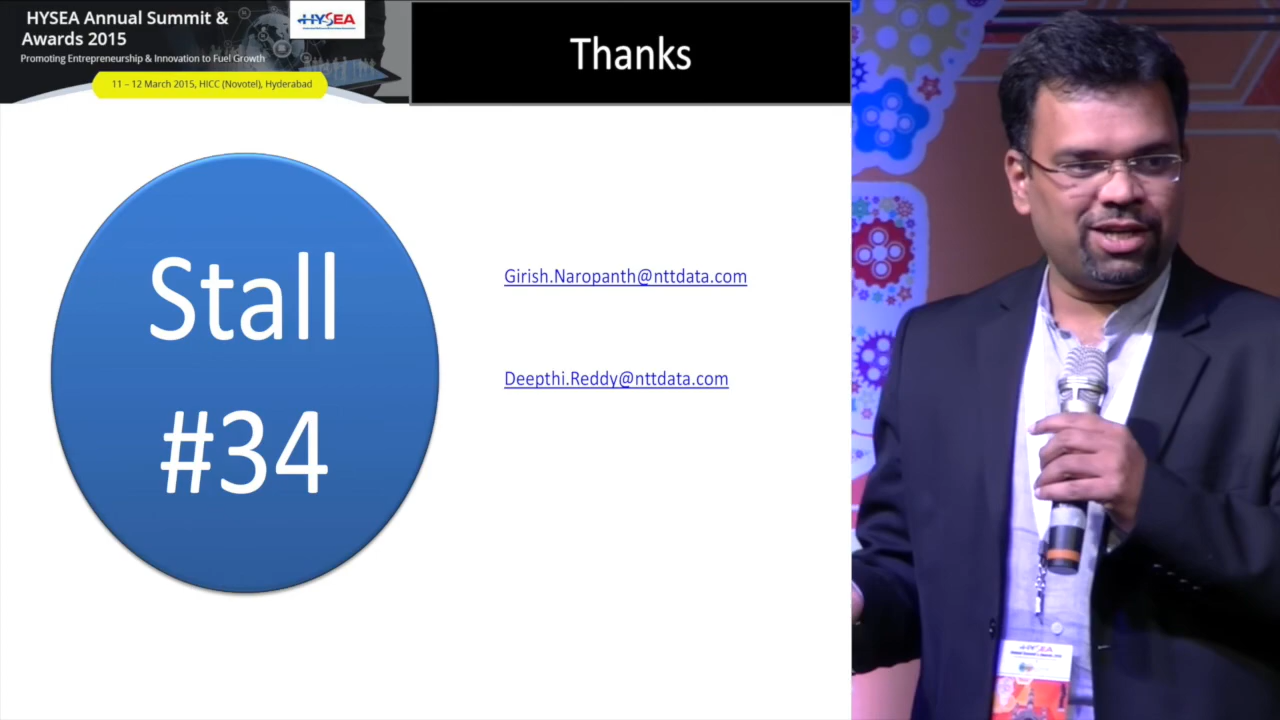 HYSEA Annual Summit &
Awards 2015
Promoting Entrepreneurship & Innovation to Fuel Growth
11 – 12 March 2015, HICC (Novotel), Hyderabad
HYSEA
Thanks
Stall
#34
Girish.Naropanth@nttdata.com
Deepthi.Reddy@nttdata.com
HYSEA